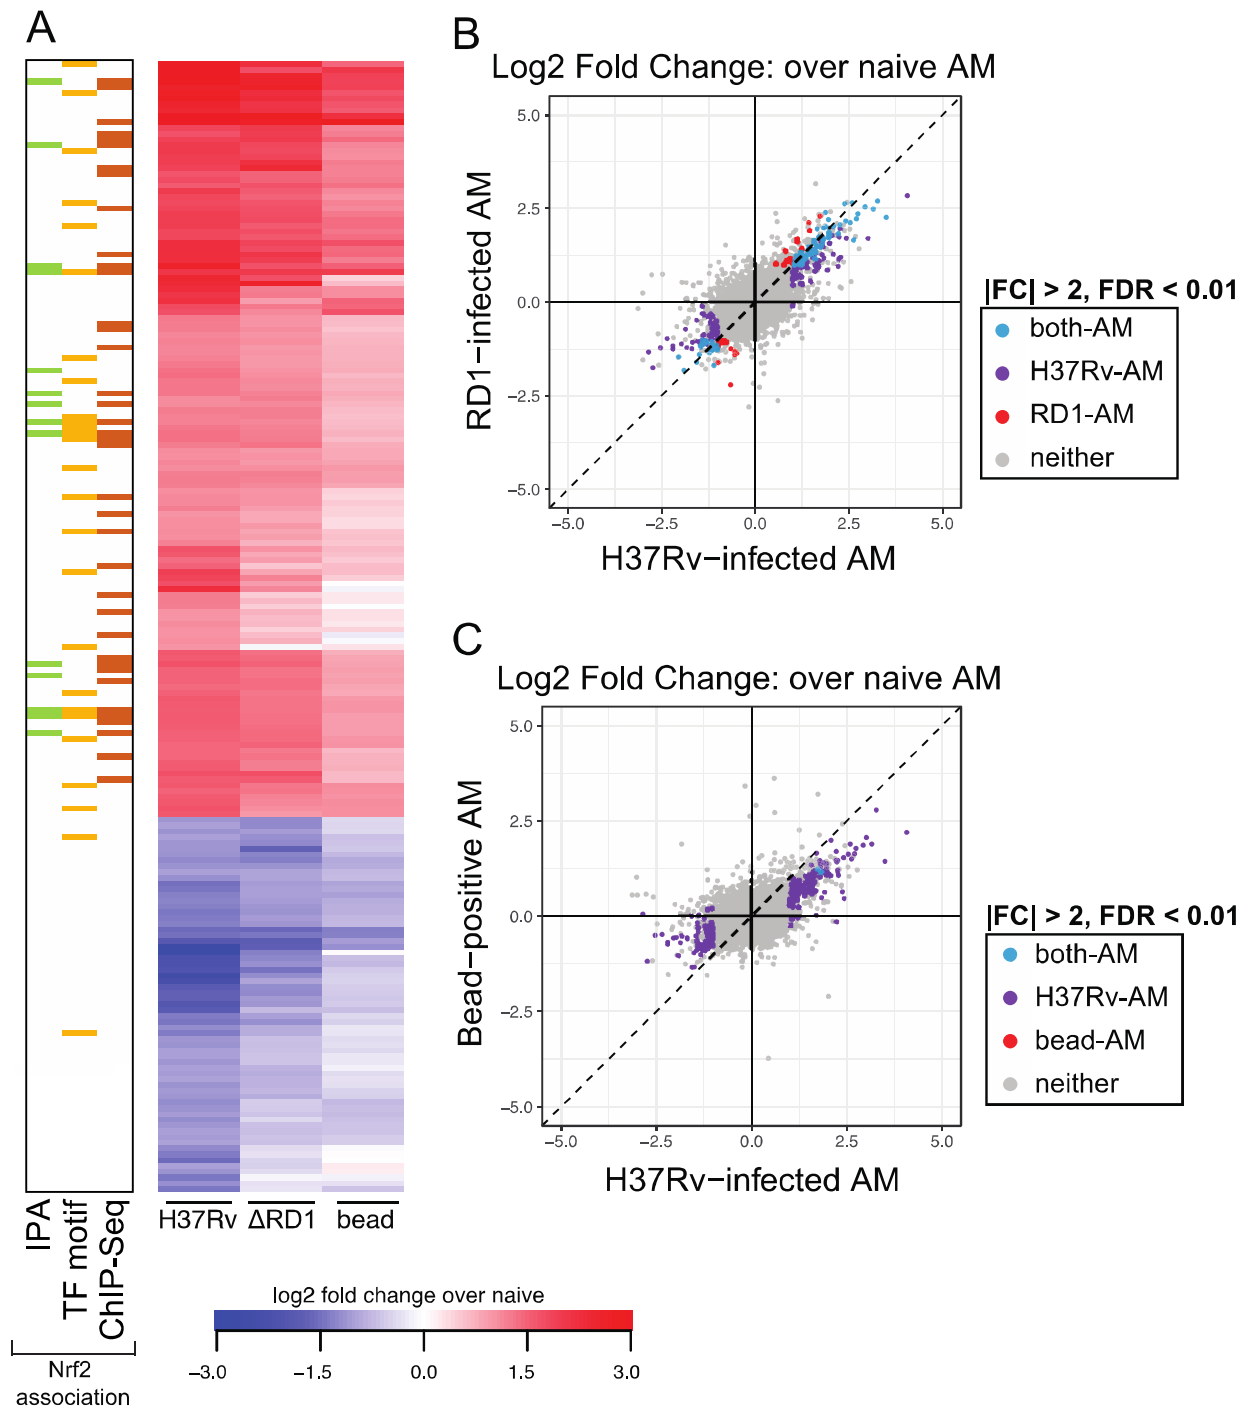 A
IPA
TF motif
ChIP-Seq
Nrf2
association
H37Rv
ΔRD1
bead
log2 fold change over naive
−3.0
−1.5
0.0
1.5
3.0
B
Log2 Fold Change: over naive AM
RD1−infected AM
5.0
2.5
0.0
−2.5
−5.0
−5.0
−2.5
0.0
2.5
5.0
H37Rv−infected AM
|FC| > 2, FDR < 0.01
both-AM
H37Rv-AM
RD1-AM
neither
C
Log2 Fold Change: over naive AM
Bead−positive AM
5.0
2.5
0.0
−2.5
−5.0
−5.0
−2.5
0.0
2.5
5.0
H37Rv−infected AM
|FC| > 2, FDR < 0.01
both-AM
H37Rv-AM
bead-AM
neither